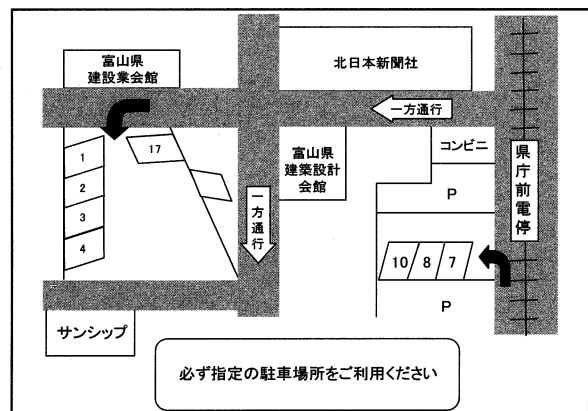 富山県
建設業会館
北日本新聞社
一方通行
1
2
3
4
17
富山県
建築設計
会館
一方通行
コンビニ
P
県庁前電停
10 8 7
P
サンシップ
必ず指定の駐車場所をご利用ください